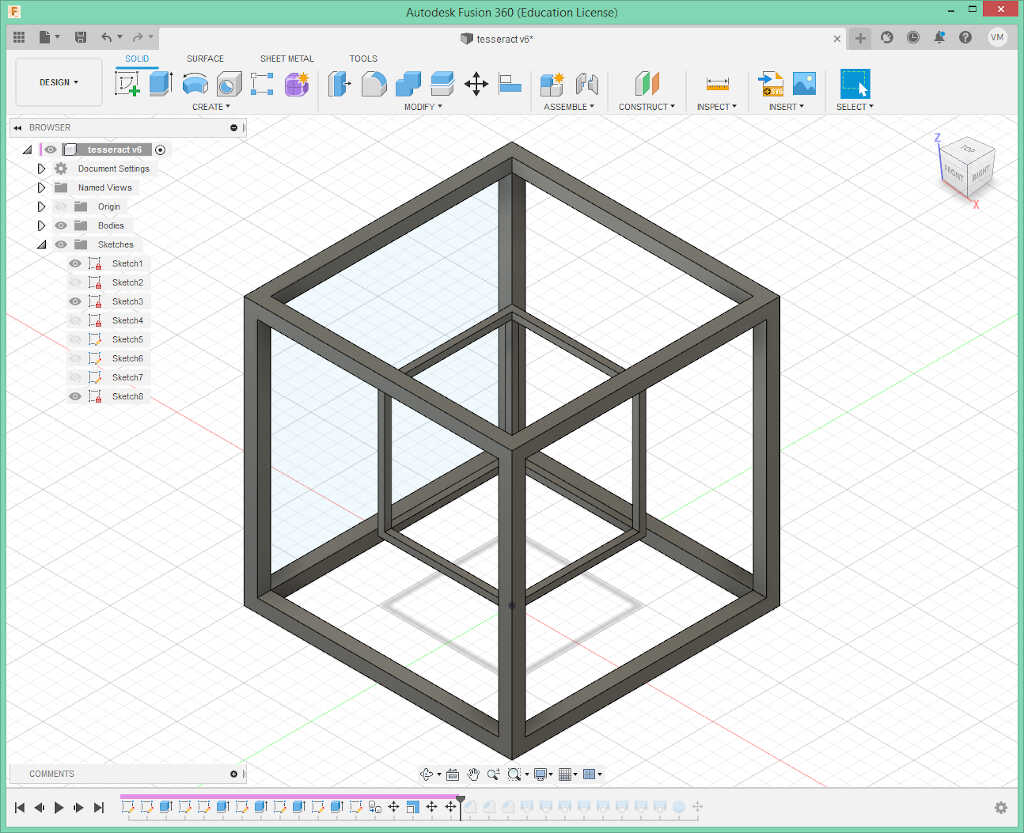 F
Autodesk Fusion 360 (Education License)
tesseract v6*
VM
SOLID SURFACE SHEET METAL TOOLS
DESIGN
CREATE MODIFY ASSEMBLE CONSTRUCT INSPECT INSERT SELECT
BROWSER
tesseract v6
Document Settings
Named Views
Origin
Bodies
Sketches
Sketch1
Sketch2
Sketch3
Sketch4
Sketch5
Sketch6
Sketch7
Sketch8
Z
TOP
FRONT RIGHT
X
COMMENTS